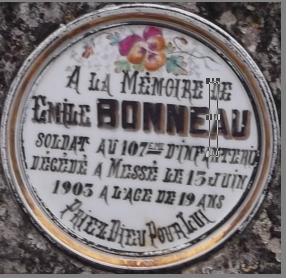 A LA MÉMOIRE DE
EMILE BONNEAU
SOLDAT AU 107EME D'INFANTERIE
DÉCÉDÉ A MESSÉ LE 15 JUIN
1903 A L'AGE DE 19 ANS
PRIEZ DIEU POUR LUI